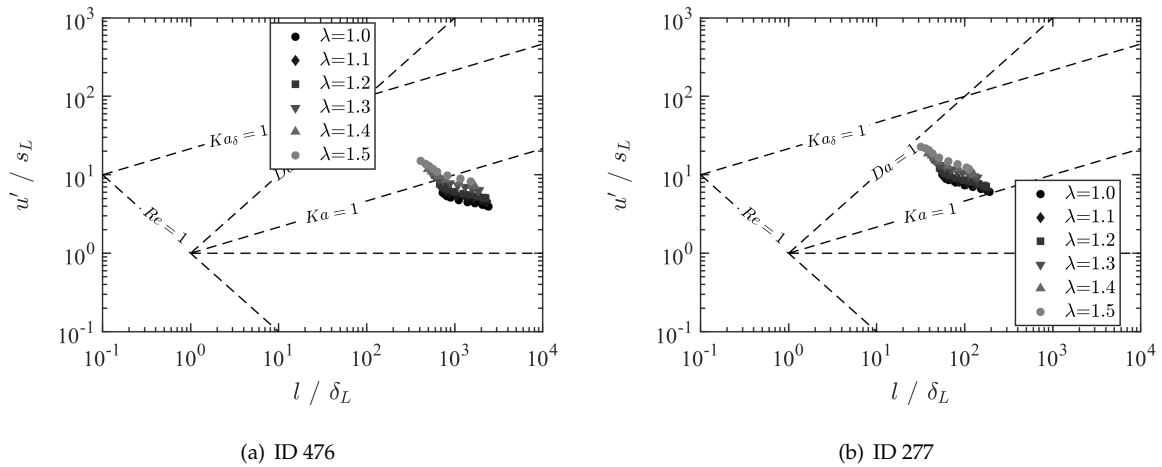 10^3
10^2
10^1
10^0
10^-1
u' / s_L
λ=1.0
λ=1.1
λ=1.2
λ=1.3
λ=1.4
λ=1.5
Ka_δ = 1
Da
Ka = 1
Re = 1
10^-1 10^0 10^1 10^2 10^3 10^4
l / δ_L
(a) ID 476
10^3
10^2
10^1
10^0
10^-1
u' / s_L
Ka_δ = 1
Da = 1
Ka = 1
Re = 1
λ=1.0
λ=1.1
λ=1.2
λ=1.3
λ=1.4
λ=1.5
10^-1 10^0 10^1 10^2 10^3 10^4
l / δ_L
(b) ID 277